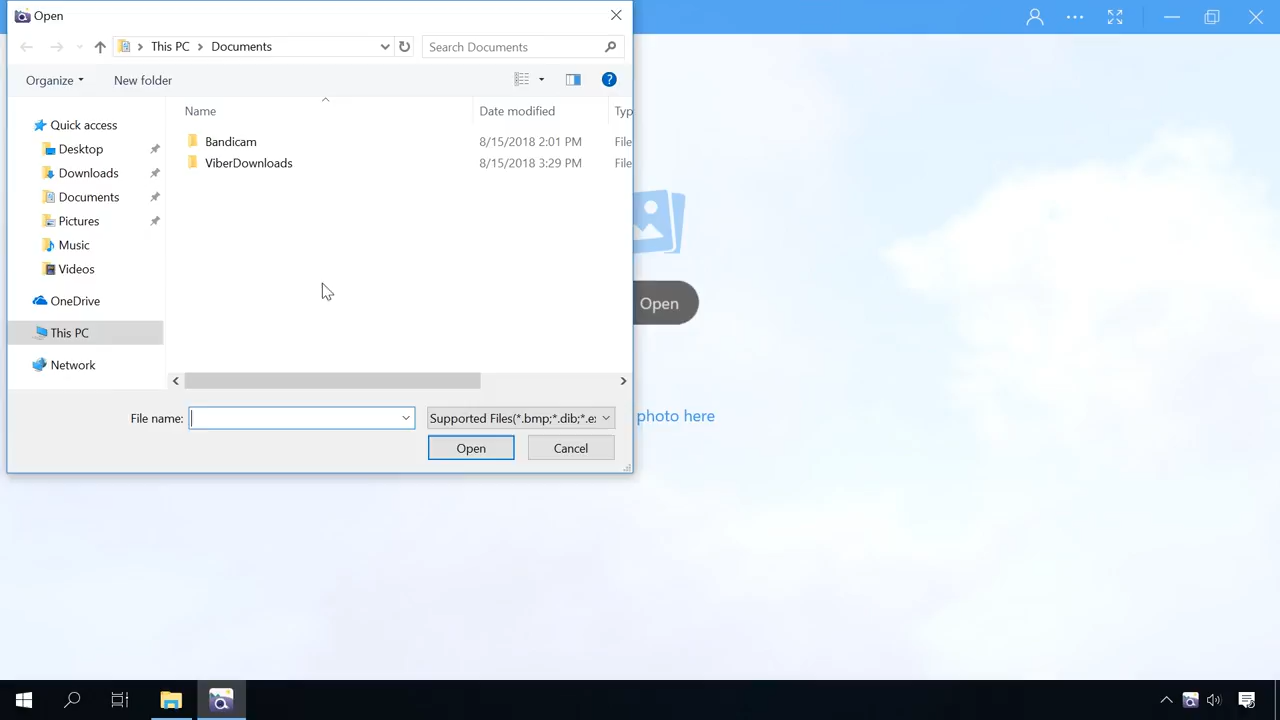 Open
This PC
Documents
Search Documents
Organize
New folder
Name
Date modified
Typ
Quick access
Desktop
Downloads
Documents
Pictures
Music
Videos
OneDrive
This PC
Network
Bandicam 8/15/2018 2:01 PM File
ViberDownloads 8/15/2018 3:29 PM File
File name:
Supported Files(*.bmp;*.dib;*.e
Open
Cancel
Open
photo here